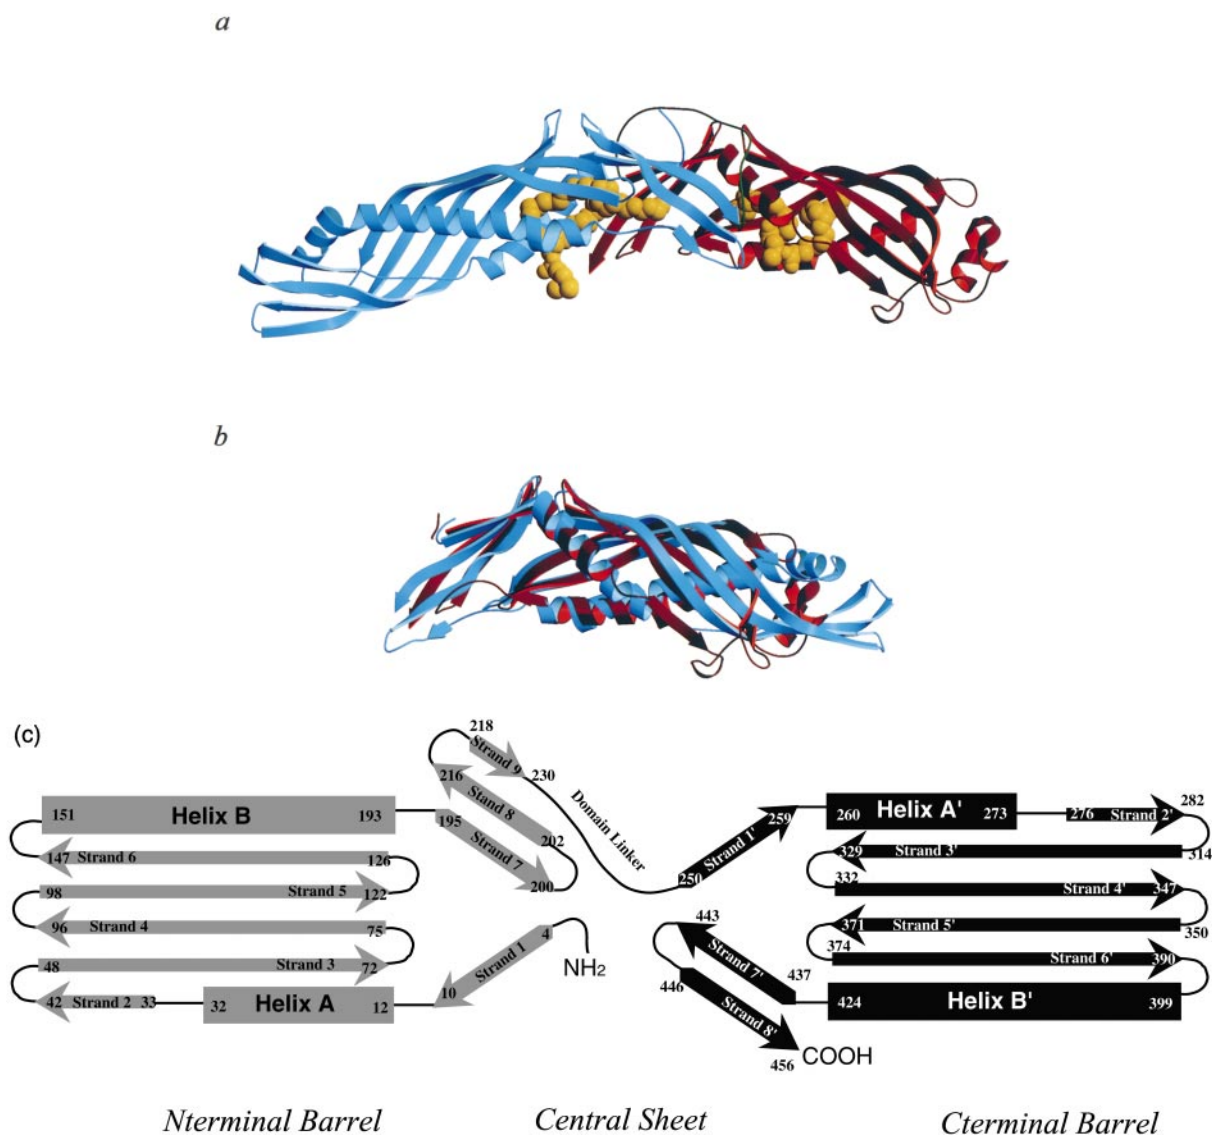 a
b
(c)
218
Strand 9
216
230
Stand 8
195
202
Strand 7
200
Domain Linker
151 Helix B 193
147 Strand 6 126
98 Strand 5 122
96 Strand 4 75
48 Strand 3 72
42 Strand 2 33
32 Helix A 12
10 Strand 1 4
NH2
250 Strand 1' 259
260 Helix A' 273
276 Strand 2' 282
329 Strand 3' 314
332 Strand 4' 347
371 Strand 5' 350
374 Strand 6' 390
424 Helix B' 399
443
Strand 7'
437
446
Strand 8'
456
COOH
Nterminal Barrel
Central Sheet
Cterminal Barrel